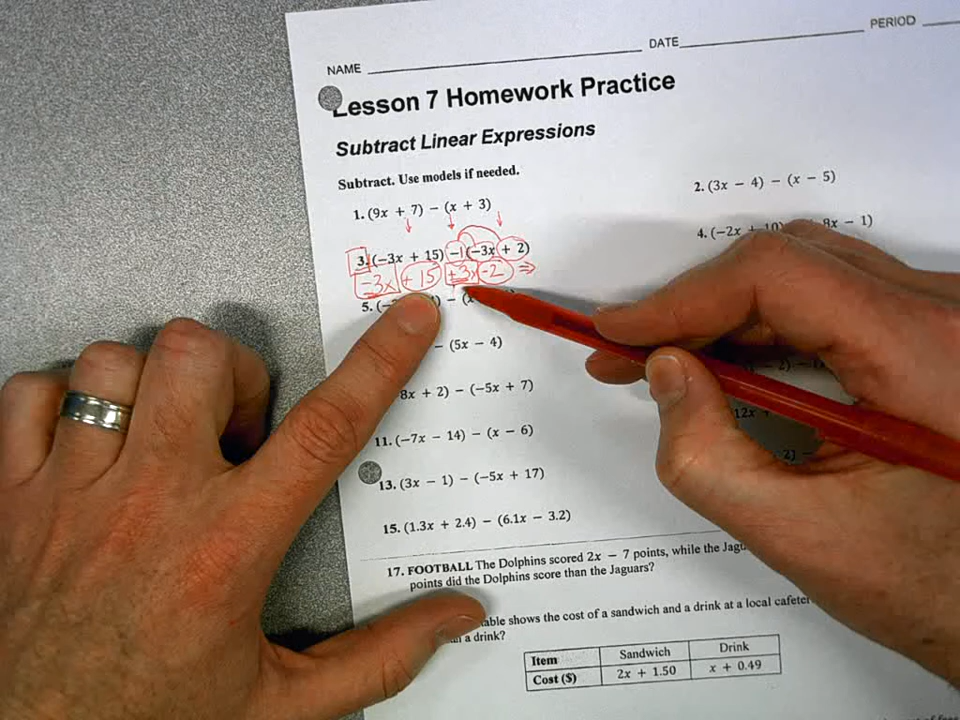 NAME DATE PERIOD
Lesson 7 Homework Practice
Subtract Linear Expressions
Subtract. Use models if needed.
1. (9x + 7) − (x + 3)
2. (3x − 4) − (x − 5)
3. (−3x + 15) −1(−3x + 2)
−3x + 15 +3x −2 ⇒
4. (−2x + 10) 8x − 1)
5. (− ) − (x
− (5x − 4)
8x + 2) − (−5x + 7)
11. (−7x − 14) − (x − 6)
12x +
13. (3x − 1) − (−5x + 17)
2) −
15. (1.3x + 2.4) − (6.1x − 3.2)
17. FOOTBALL The Dolphins scored 2x − 7 points, while the
points did the Dolphins score than the Jaguars?
table shows the cost of a sandwich and a drink at a local
a drink?
Item Sandwich Drink
Cost ($) 2x + 1.50 x + 0.49